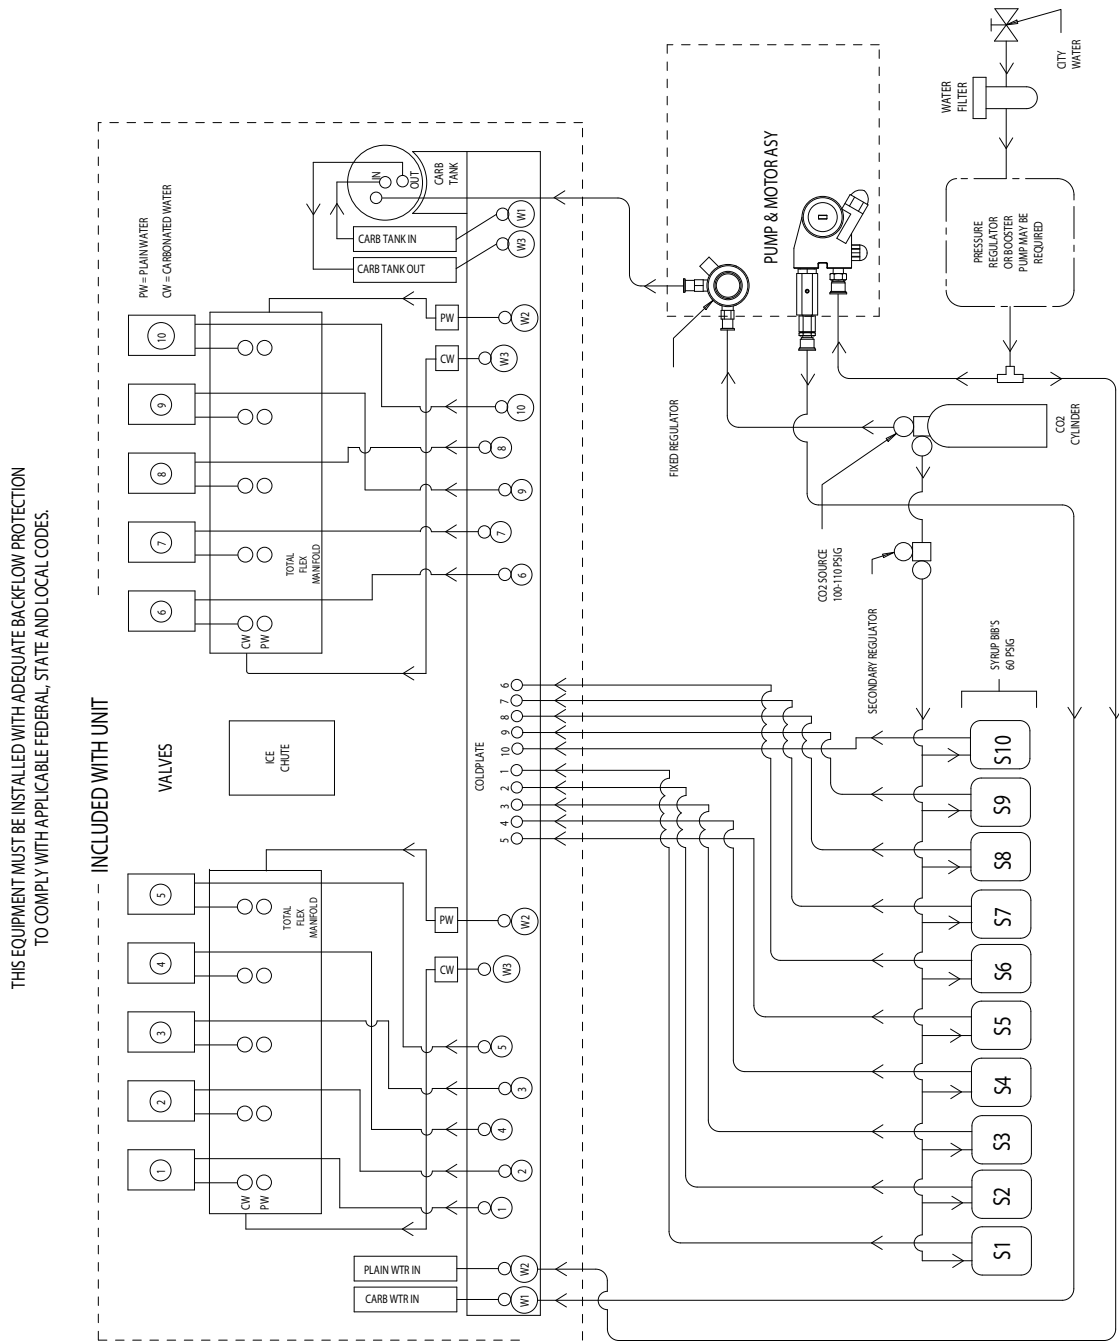 THIS EQUIPMENT MUST BE INSTALLED WITH ADEQUATE BACKFLOW PROTECTION
TO COMPLY WITH APPLICABLE FEDERAL, STATE AND LOCAL CODES.
INCLUDED WITH UNIT
VALVES
PW = PLAIN WATER
CW = CARBONATED WATER
1
2
3
4
5
6
7
8
9
10
CW
PW
TOTAL
FLEX
MANIFOLD
ICE
CHUTE
CW
PW
TOTAL
FLEX
MANIFOLD
IN
OUT
CARB
TANK
PLAIN WTR IN
CARB WTR IN
CW
PW
CW
PW
CARB TANK IN
CARB TANK OUT
W1
W2
1
2
4
3
5
W3
W2
6
7
9
8
10
W3
W2
W3
W1
COLDPLATE
5
4
3
2
1
10
9
8
7
6
FIXED REGULATOR
PUMP & MOTOR ASY
CO2 SOURCE
100-110 PSIG
SECONDARY REGULATOR
SYRUP BIB'S
60 PSIG
S1
S2
S3
S4
S5
S6
S7
S8
S9
S10
CO2
CYLINDER
PRESSURE
REGULATOR
OR BOOSTER
PUMP MAY BE
REQUIRED
WATER
FILTER
CITY
WATER